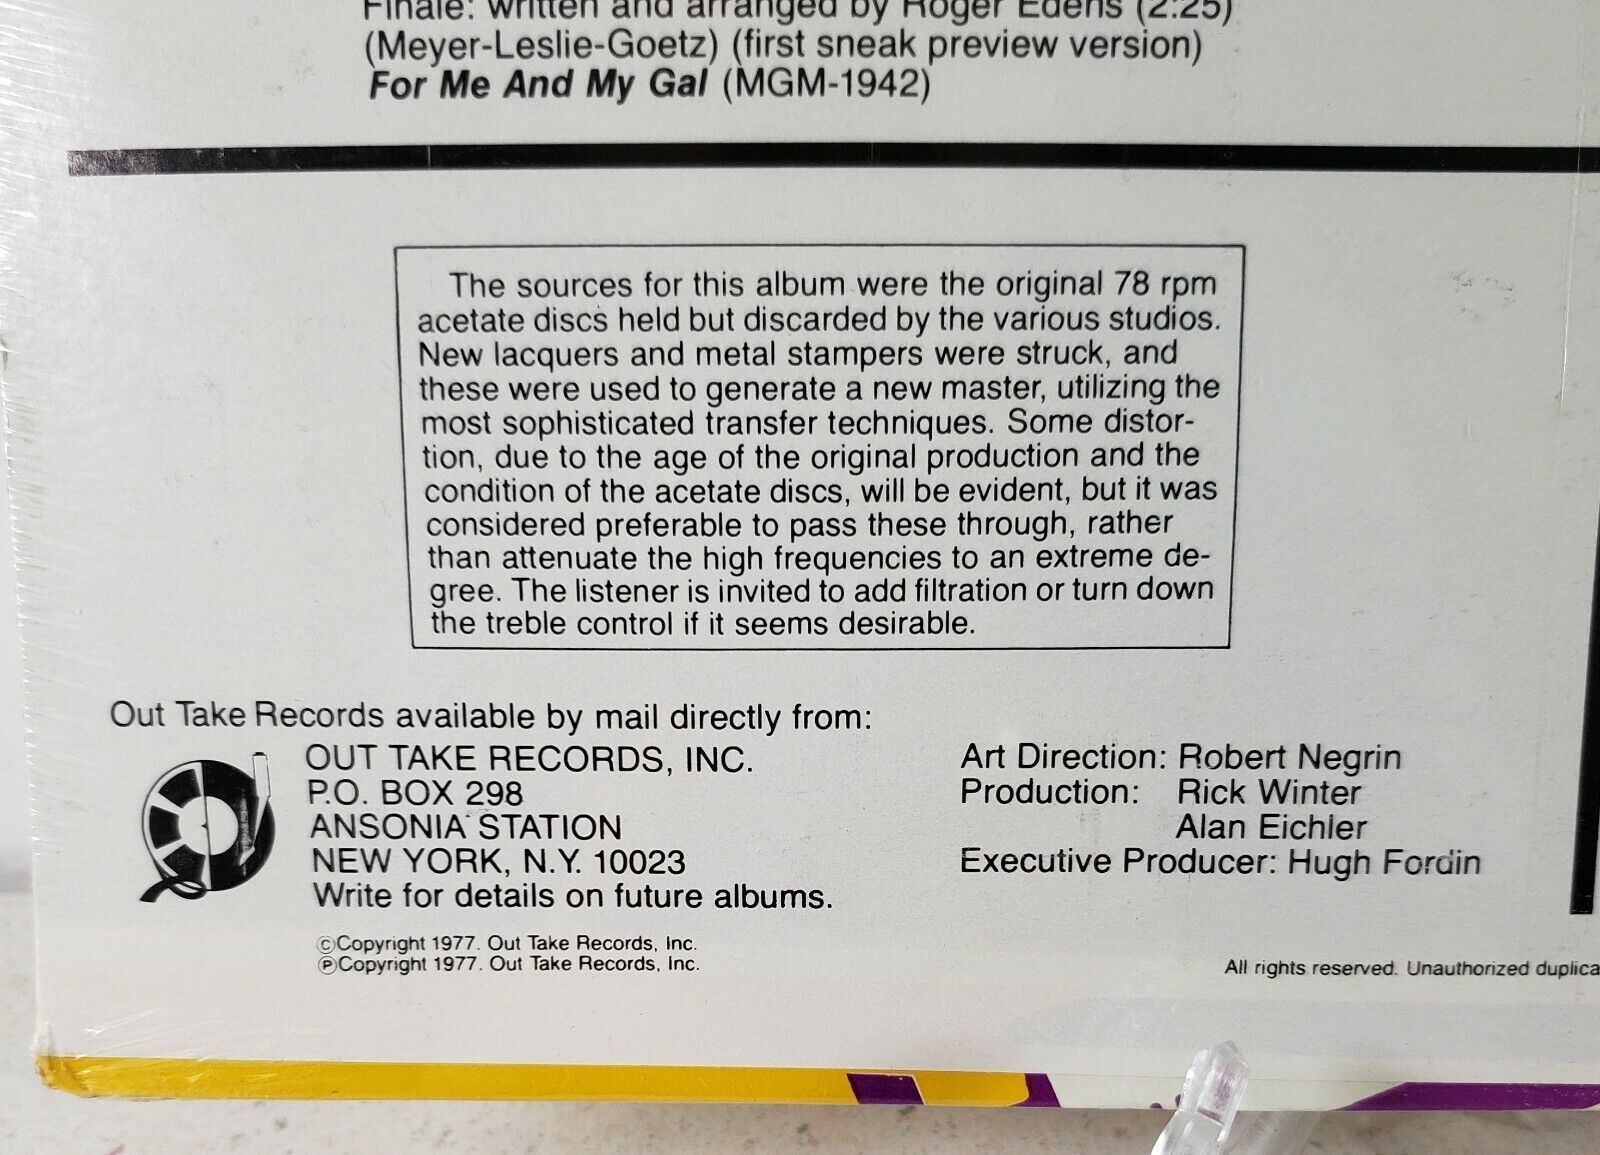 Finale: written and arranged by Roger Edens (2:25)
(Meyer-Leslie-Goetz) (first sneak preview version)
For Me And My Gal (MGM-1942)
The sources for this album were the original 78 rpm
acetate discs held but discarded by the various studios.
New lacquers and metal stampers were struck, and
these were used to generate a new master, utilizing the
most sophisticated transfer techniques. Some distor-
tion, due to the age of the original production and the
condition of the acetate discs, will be evident, but it was
considered preferable to pass these through, rather
than attenuate the high frequencies to an extreme de-
gree. The listener is invited to add filtration or turn down
the treble control if it seems desirable.
Out Take Records available by mail directly from:
OUT TAKE RECORDS, INC.
P.O. BOX 298
ANSONIA STATION
NEW YORK, N.Y. 10023
Write for details on future albums.
©Copyright 1977. Out Take Records, Inc.
℗Copyright 1977. Out Take Records, Inc.
Art Direction: Robert Negrin
Production: Rick Winter
Alan Eichler
Executive Producer: Hugh Fordin
All rights reserved. Unauthorized duplica